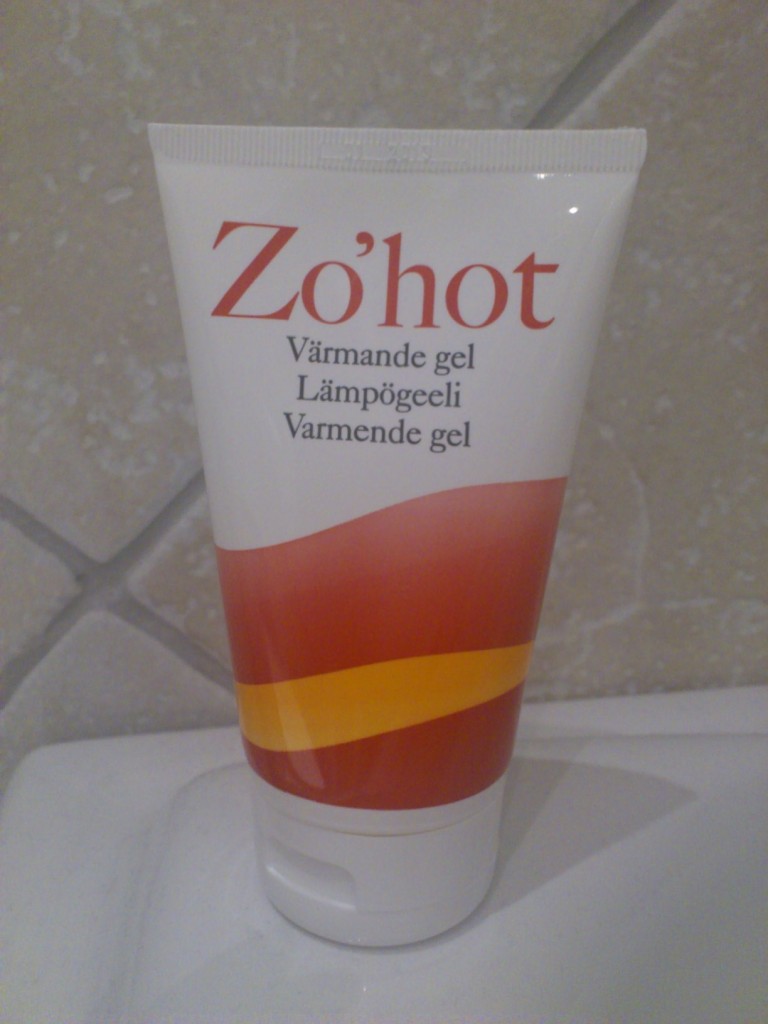 Zo'hot
Värmande gel
Lämpögeeli
Varmende gel